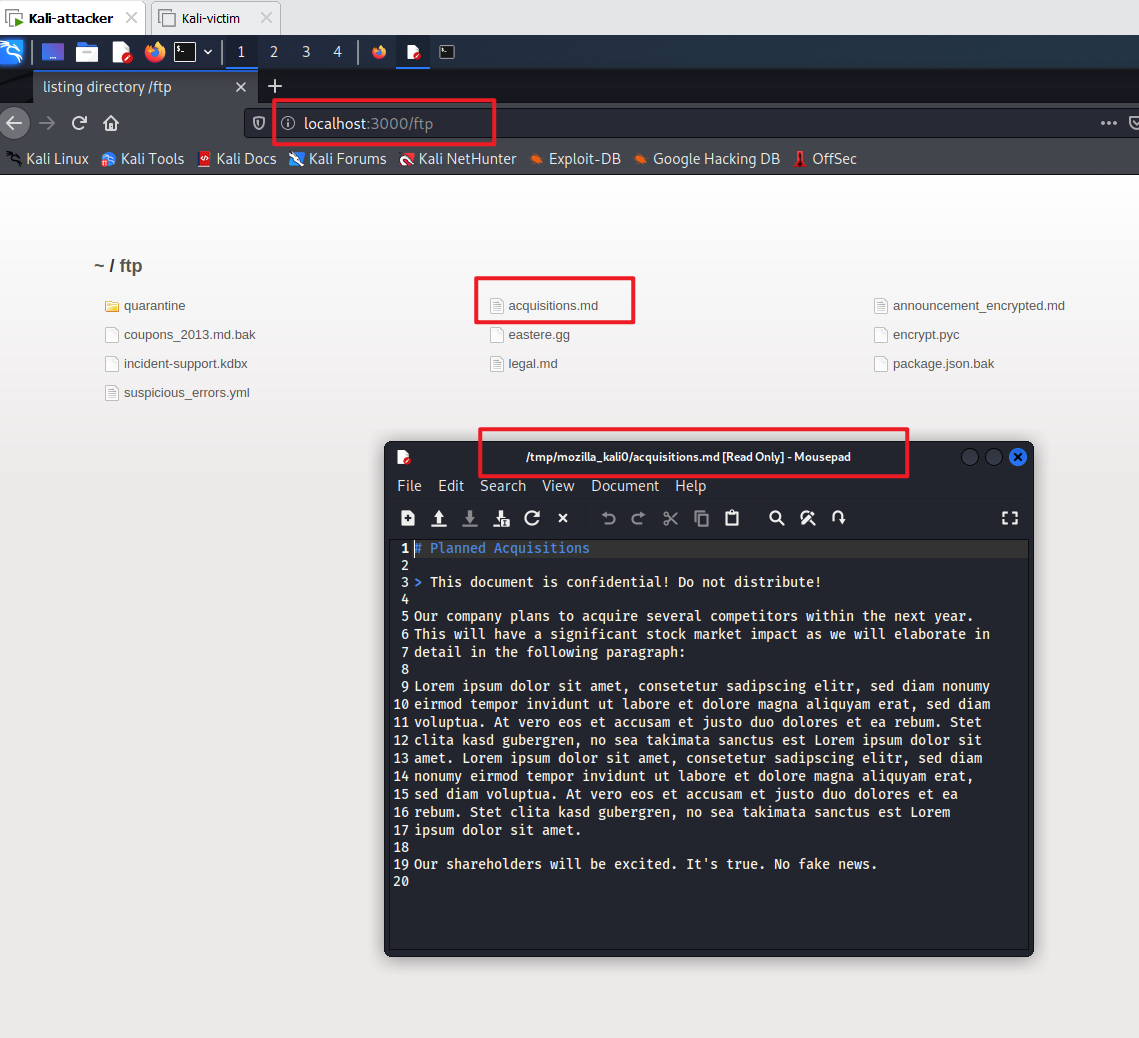 Kali-attacker
Kali-victim
1 2 3 4
listing directory /ftp
localhost:3000/ftp
Kali Linux Kali Tools Kali Docs Kali Forums Kali NetHunter Exploit-DB Google Hacking DB OffSec
~ / ftp
quarantine acquisitions.md announcement_encrypted.md
coupons_2013.md.bak eastere.gg encrypt.pyc
incident-support.kdbx legal.md package.json.bak
suspicious_errors.yml
/tmp/mozilla_kali0/acquisitions.md [Read Only] - Mousepad
File Edit Search View Document Help
1 # Planned Acquisitions
2
3 > This document is confidential! Do not distribute!
4
5 Our company plans to acquire several competitors within the next year.
6 This will have a significant stock market impact as we will elaborate in
7 detail in the following paragraph:
8
9 Lorem ipsum dolor sit amet, consetetur sadipscing elitr, sed diam nonumy
10 eirmod tempor invidunt ut labore et dolore magna aliquyam erat, sed diam
11 voluptua. At vero eos et accusam et justo duo dolores et ea rebum. Stet
12 clita kasd gubergren, no sea takimata sanctus est Lorem ipsum dolor sit
13 amet. Lorem ipsum dolor sit amet, consetetur sadipscing elitr, sed diam
14 nonumy eirmod tempor invidunt ut labore et dolore magna aliquyam erat,
15 sed diam voluptua. At vero eos et accusam et justo duo dolores et ea
16 rebum. Stet clita kasd gubergren, no sea takimata sanctus est Lorem
17 ipsum dolor sit amet.
18
19 Our shareholders will be excited. It's true. No fake news.
20